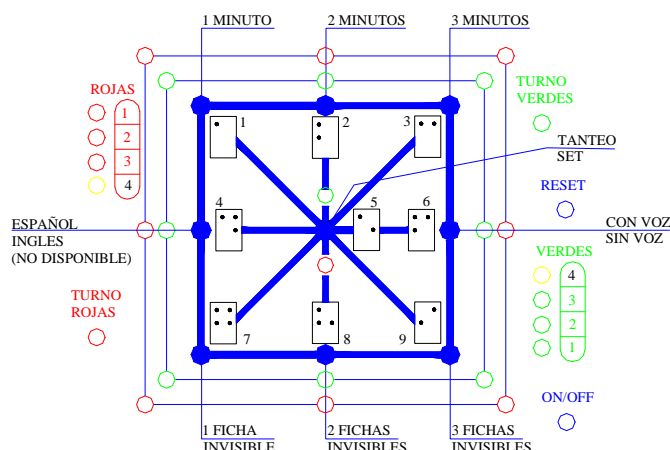 1 MINUTO
2 MINUTOS
3 MINUTOS
ROJAS
1
2
3
4
TURNO
VERDES
1
2
3
TANTEO
SET
RESET
4
5
6
ESPAÑOL
INGLES
(NO DISPONIBLE)
CON VOZ
SIN VOZ
VERDES
4
3
2
1
TURNO
ROJAS
7
8
9
ON/OFF
1 FICHA
INVISIBLE
2 FICHAS
INVISIBLES
3 FICHAS
INVISIBLES